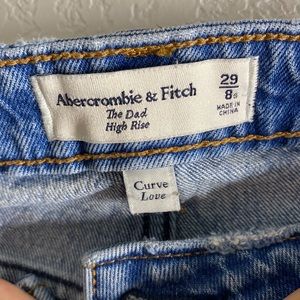 Abercrombie & Fitch
The Dad
High Rise
29
8s
MADE IN
CHINA
Curve
Love